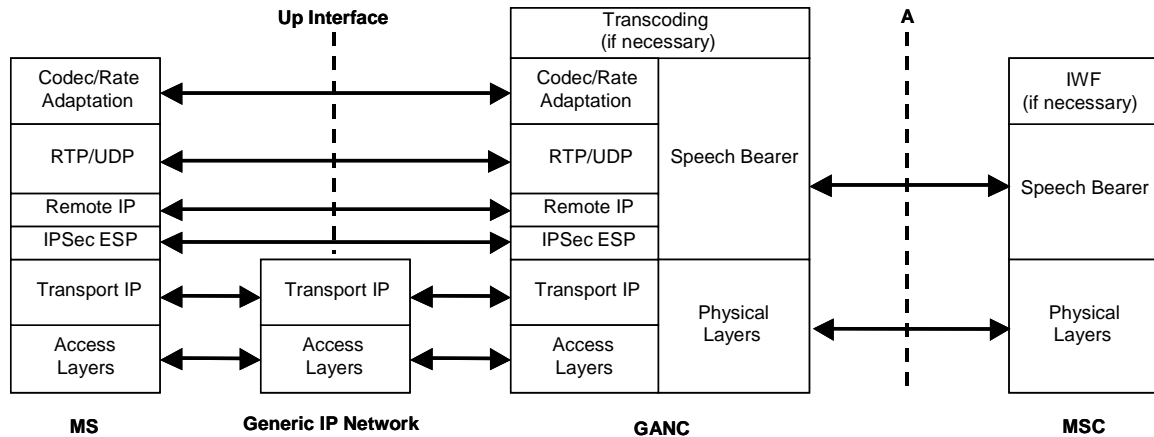 Up Interface
Transcoding
(if necessary)
A
Codec/Rate
Adaptation
Codec/Rate
Adaptation
IWF
(if necessary)
RTP/UDP
RTP/UDP
Speech Bearer
Speech Bearer
Remote IP
Remote IP
IPSec ESP
IPSec ESP
Transport IP
Transport IP
Transport IP
Physical
Layers
Physical
Layers
Access
Layers
Access
Layers
Access
Layers
MS
Generic IP Network
GANC
MSC